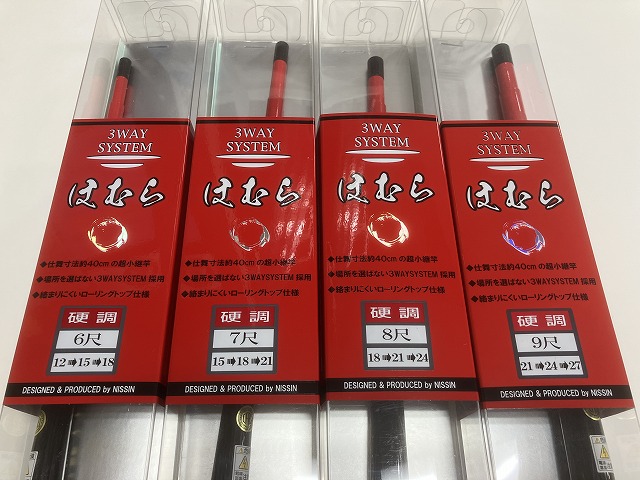 3WAY
SYSTEM
はむら
◆仕舞寸法約40cmの超小継竿
◆場所を選ばない3WAYSYSTEM採用
◆絡まりにくいローリングトップ仕様
硬調
6尺
12➠15➠18
DESIGNED & PRODUCED by NISSIN
3WAY
SYSTEM
はむら
◆仕舞寸法約40cmの超小継竿
◆場所を選ばない3WAYSYSTEM採用
◆絡まりにくいローリングトップ仕様
硬調
7尺
15➠18➠21
DESIGNED & PRODUCED by NISSIN
3WAY
SYSTEM
はむら
◆仕舞寸法約40cmの超小継竿
◆場所を選ばない3WAYSYSTEM採用
◆絡まりにくいローリングトップ仕様
硬調
8尺
18➠21➠24
DESIGNED & PRODUCED by NISSIN
3WAY
SYSTEM
はむら
◆仕舞寸法約40cmの超小継竿
◆場所を選ばない3WAYSYSTEM採用
◆絡まりにくいローリングトップ仕様
硬調
9尺
21➠24➠27
DESIGNED & PRODUCED by NISSIN